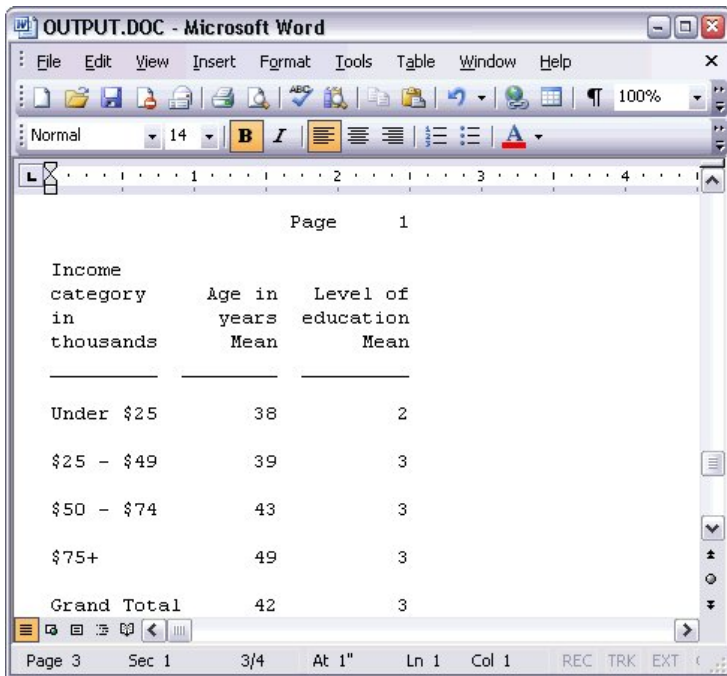 OUTPUT.DOC - Microsoft Word
File Edit View Insert Format Tools Table Window Help
100%
Normal 14 B I A
1 2 3 4
Page 1
Income
category Age in Level of
in years education
thousands Mean Mean
Under $25 38 2
$25 - $49 39 3
$50 - $74 43 3
$75+ 49 3
Grand Total 42 3
Page 3 Sec 1 3/4 At 1" Ln 1 Col 1 REC TRK EXT